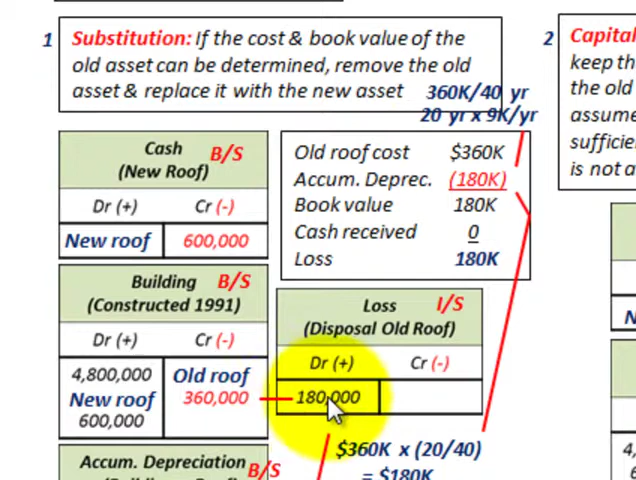 1
Substitution: If the cost & book value of the
old asset can be determined, remove the old
asset & replace it with the new asset
360K/40 yr
20 yr x 9K/yr
2
Capital
keep th
the old
assume
sufficie
is not a
Cash B/S
(New Roof)
Dr (+) Cr (-)
New roof 600,000
Old roof cost $360K
Accum. Deprec. (180K)
Book value 180K
Cash received 0
Loss 180K
Building B/S
(Constructed 1991)
Dr (+) Cr (-)
4,800,000 Old roof
New roof 360,000
600,000
Loss I/S
(Disposal Old Roof)
Dr (+) Cr (-)
180,000
$360K x (20/40)
= $180K
Accum. Depreciation B/S
N
4,